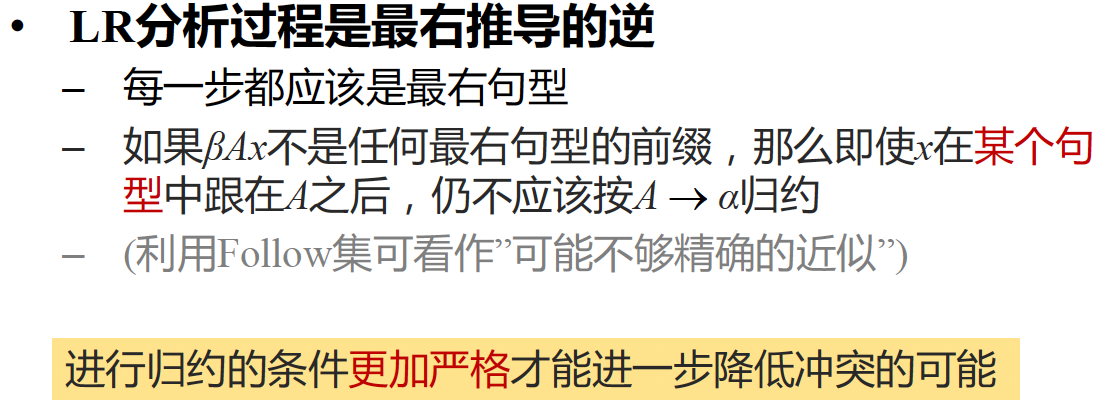 • LR分析过程是最右推导的逆
– 每一步都应该是最右句型
– 如果βAx不是任何最右句型的前缀，那么即使x在某个句
型中跟在A之后，仍不应该按A → α归约
– (利用Follow集可看作”可能不够精确的近似”)
进行归约的条件更加严格才能进一步降低冲突的可能